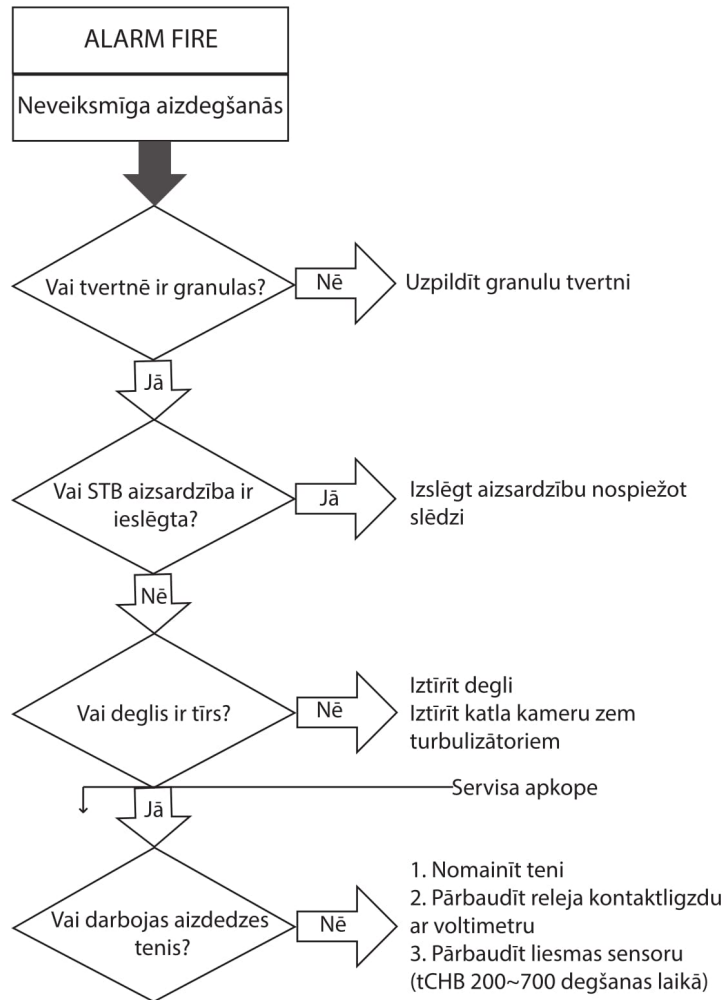 ALARM FIRE
Neveiksmīga aizdegšanās
Vai tvertnē ir granulas?
Nē
Uzpildīt granulu tvertni
Jā
Vai STB aizsardzība ir
ieslēgta?
Jā
Izslēgt aizsardzību nospiežot
slēdzi
Nē
Vai deglis ir tīrs?
Nē
Iztīrīt degli
Iztīrīt katla kameru zem
turbulizātoriem
Servisa apkope
Jā
Vai darbojas aizdedzes
tenis?
Nē
1. Nomainīt teni
2. Pārbaudīt releja kontaktligzdu
ar voltimetru
3. Pārbaudīt liesmas sensoru
(tCHB 200~700 degšanas laikā)